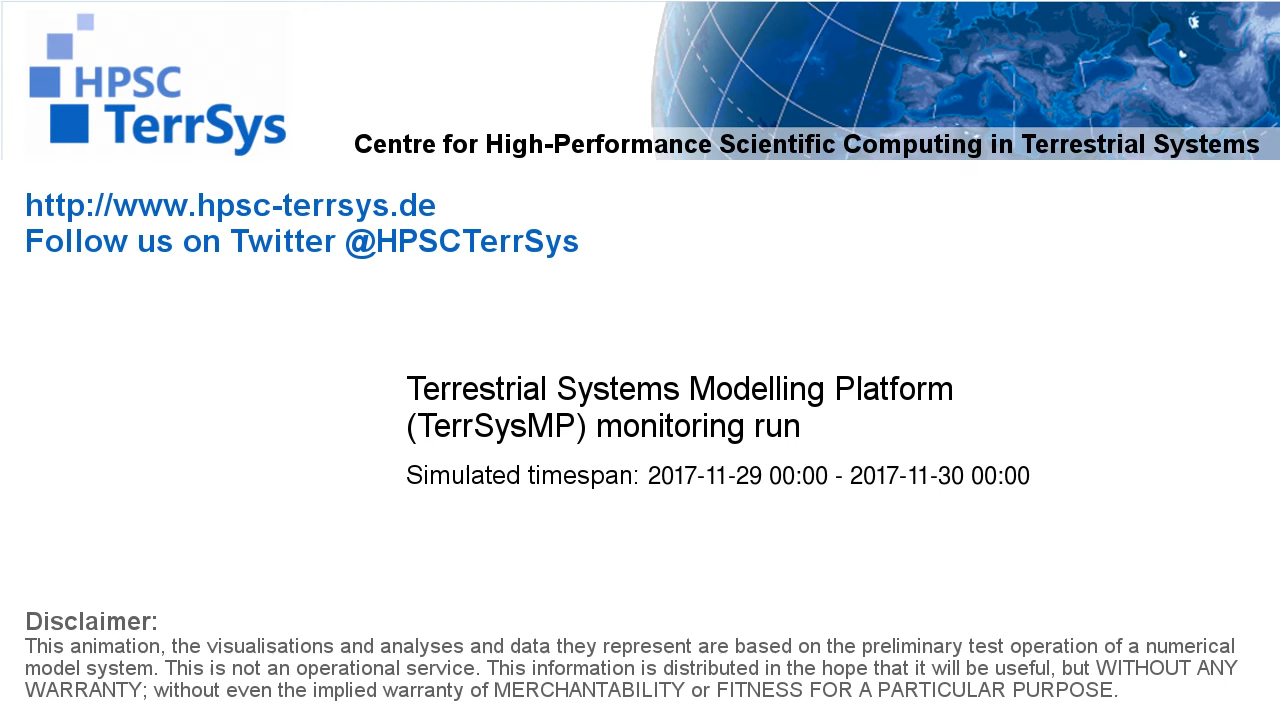 HPSC
TerrSys
Centre for High-Performance Scientific Computing in Terrestrial Systems
http://www.hpsc-terrsys.de
Follow us on Twitter @HPSCTerrSys
Terrestrial Systems Modelling Platform
(TerrSysMP) monitoring run
Simulated timespan: 2017-11-29 00:00 - 2017-11-30 00:00
Disclaimer:
This animation, the visualisations and analyses and data they represent are based on the preliminary test operation of a numerical
model system. This is not an operational service. This information is distributed in the hope that it will be useful, but WITHOUT ANY
WARRANTY; without even the implied warranty of MERCHANTABILITY or FITNESS FOR A PARTICULAR PURPOSE.